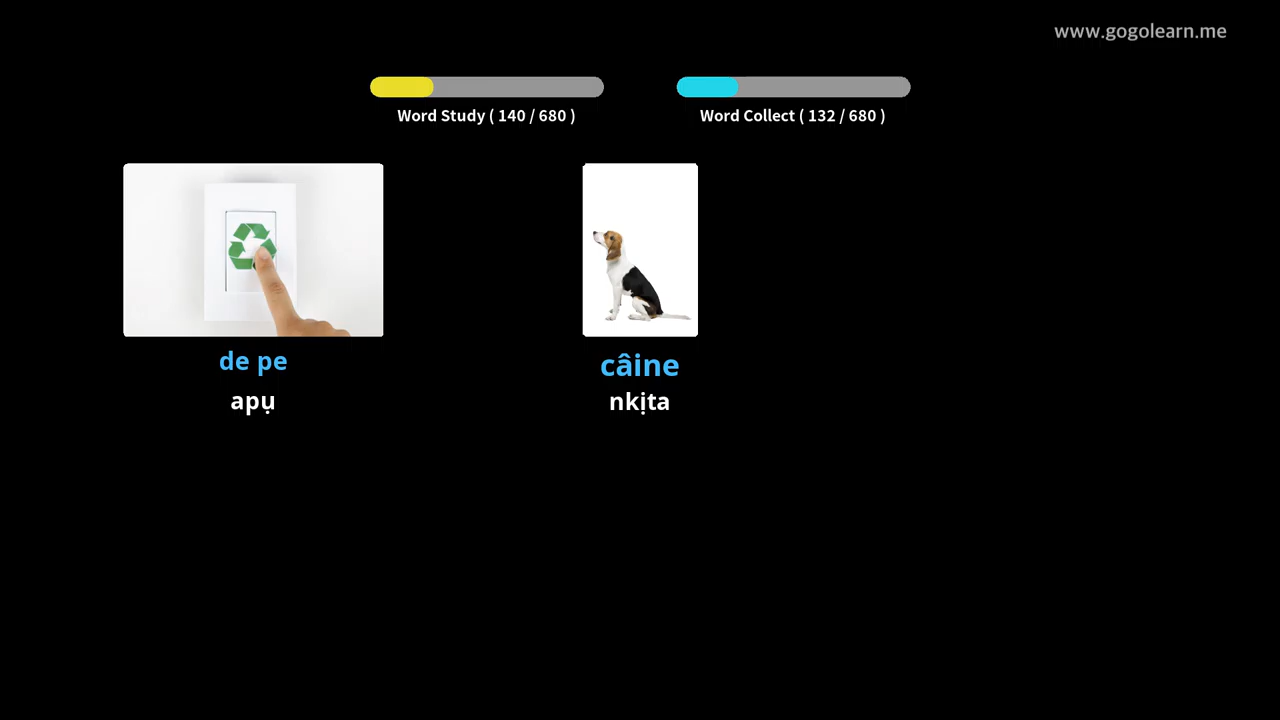 www.gogolearn.me
Word Study ( 140 / 680 )
Word Collect ( 132 / 680 )
de pe
apụ
câine
nkịta